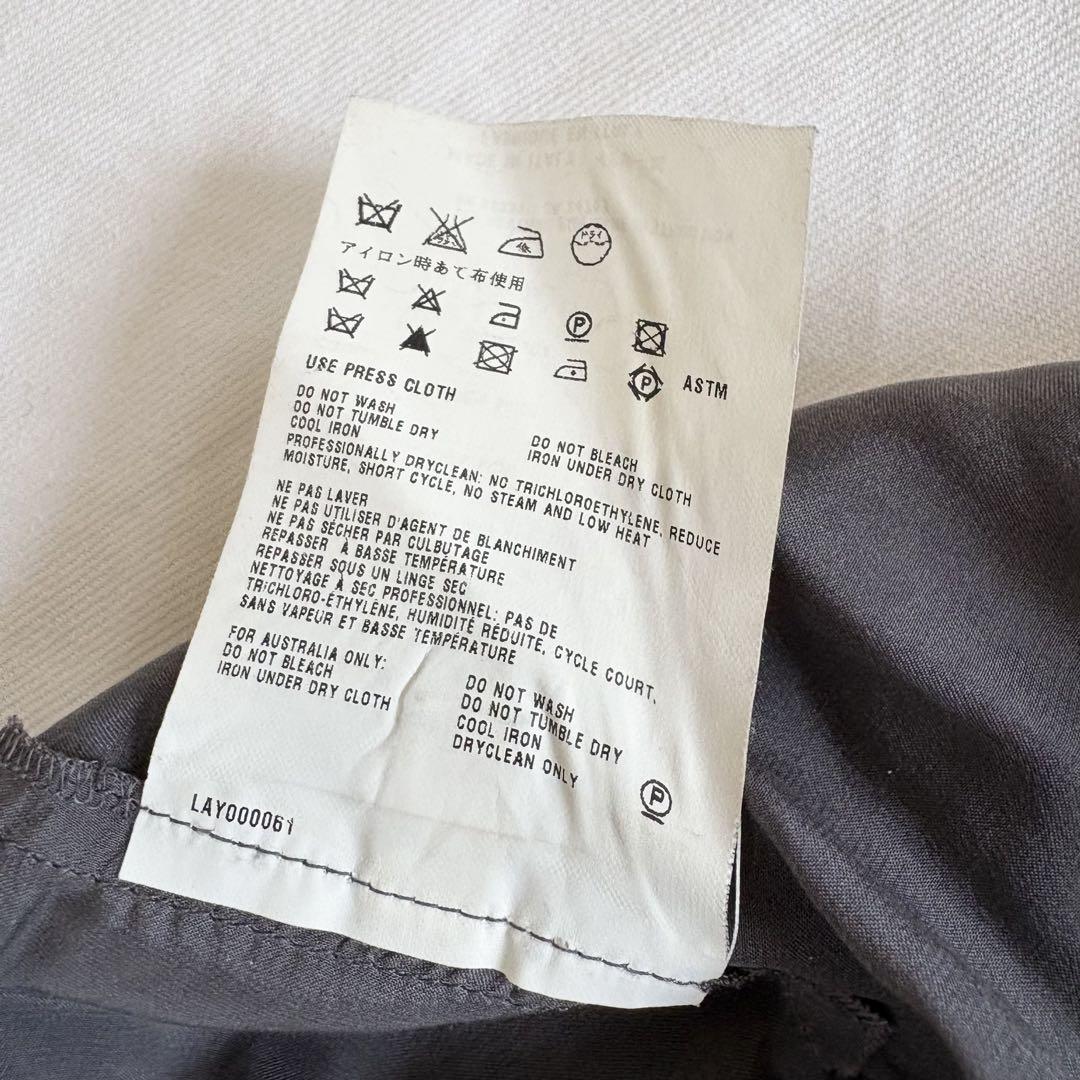 低 ドライ
アイロン時あて布使用
P
P ASTM
USE PRESS CLOTH
DO NOT WASH
DO NOT TUMBLE DRY DO NOT BLEACH
COOL IRON IRON UNDER DRY CLOTH
PROFESSIONALLY DRYCLEAN: NO TRICHLOROETHYLENE, REDUCE
MOISTURE, SHORT CYCLE, NO STEAM AND LOW HEAT
NE PAS LAVER
NE PAS UTILISER D'AGENT DE BLANCHIMENT
NE PAS SÉCHER PAR CULBUTAGE
REPASSER À BASSE TEMPÉRATURE
REPASSER SOUS UN LINGE SEC
NETTOYAGE À SEC PROFESSIONNEL: PAS DE
TRICHLORO-ÉTHYLÈNE, HUMIDITÉ RÉDUITE, CYCLE COURT,
SANS VAPEUR ET BASSE TEMPÉRATURE
FOR AUSTRALIA ONLY:
DO NOT BLEACH DO NOT WASH
IRON UNDER DRY CLOTH DO NOT TUMBLE DRY
COOL IRON
DRYCLEAN ONLY
P
LAY000061